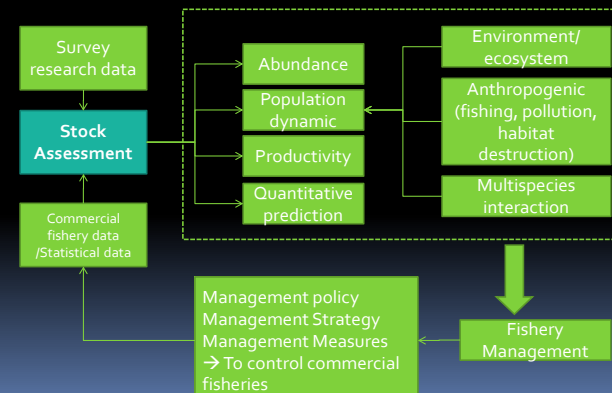 Survey
research data
Stock
Assessment
Commercial
fishery data
/Statistical data
Abundance
Population
dynamic
Productivity
Quantitative
prediction
Environment/
ecosystem
Anthropogenic
(fishing, pollution,
habitat
destruction)
Multispecies
interaction
Fishery
Management
Management policy
Management Strategy
Management Measures
→ To control commercial
fisheries